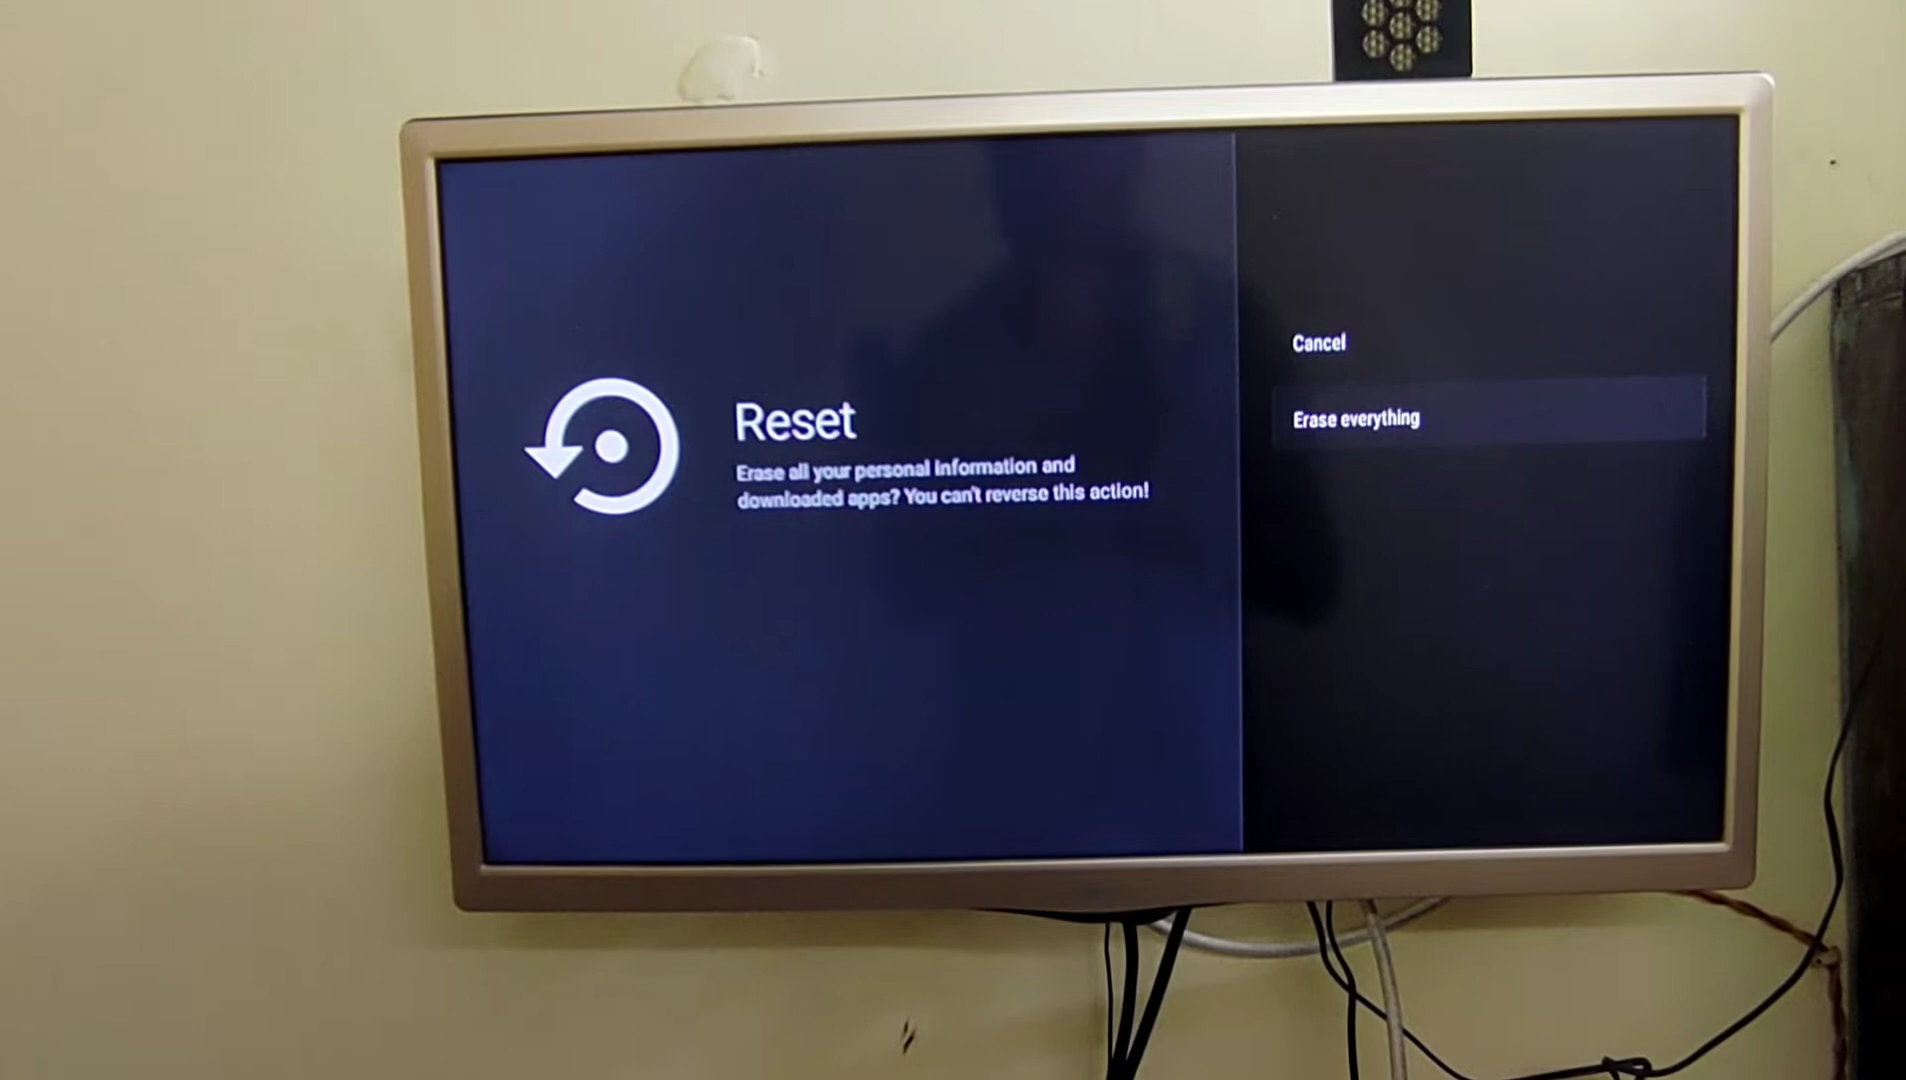 Reset
Erase all your personal information and
downloaded apps? You can't reverse this action!
Cancel
Erase everything